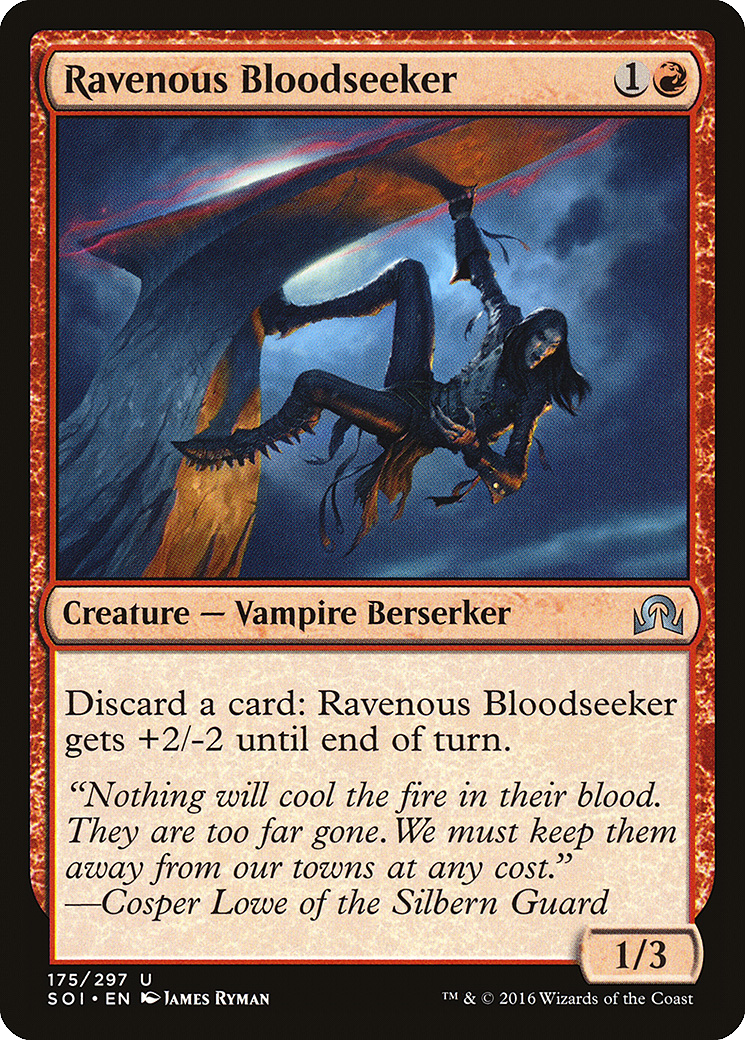 Ravenous Bloodseeker 1
Creature — Vampire Berserker
Discard a card: Ravenous Bloodseeker
gets +2/-2 until end of turn.
“Nothing will cool the fire in their blood.
They are too far gone. We must keep them
away from our towns at any cost.”
—Cosper Lowe of the Silbern Guard
1/3
175/297 U
SOI • EN JAMES RYMAN
™ & © 2016 Wizards of the Coast